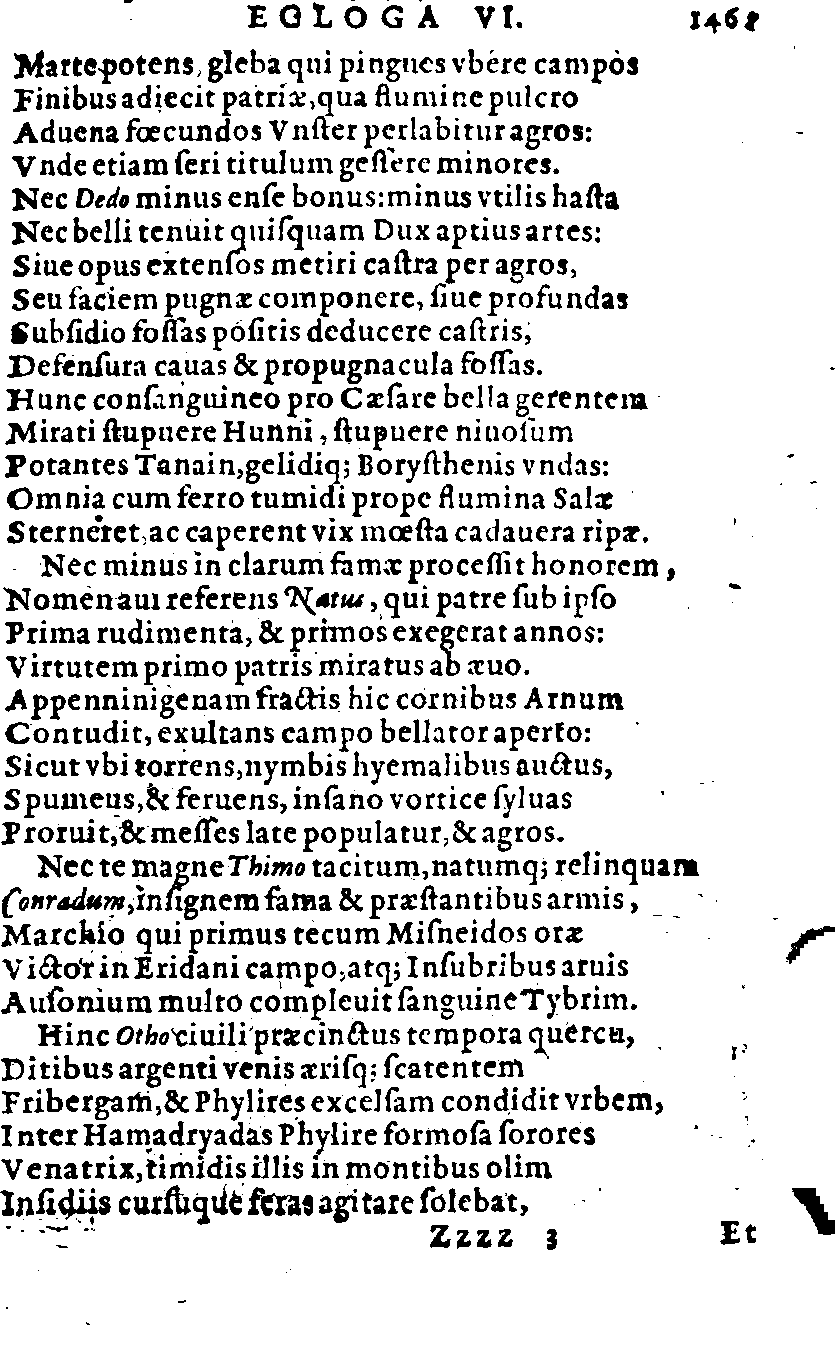 EGLOGA VI. 1461
Marte potens, gleba qui pingues vbere campos
Finibus adiecit patriæ, qua flumine pulcro
Aduena fœcundos Vnſter perlabitur agros:
Vnde etiam ſeri titulum geſſere minores.
Nec Dedo minus enſe bonus: minus vtilis haſta
Nec belli tenuit quiſquam Dux aptius artes:
Siue opus extenſos metiri caſtra per agros,
Seu faciem pugnæ componere, ſiue profundas
Subſidio foſſas poſitis deducere caſtris,
Defenſura cauas & propugnacula foſſas.
Hunc conſanguineo pro Cæſare bella gerentem
Mirati ſtupuere Hunni, ſtupuere niuoſum
Potantes Tanain, gelidiq; Boryſthenis vndas:
Omnia cum ferro tumidi prope flumina Salæ
Sterneret, ac caperent vix mœſta cadauera ripæ.
Nec minus in clarum famæ proceſſit honorem,
Nomen aui referens Natus, qui patre ſub ipſo
Prima rudimenta, & primos exegerat annos:
Virtutem primo patris miratus ab æuo.
Appenninigenam fractis hic cornibus Arnum
Contudit, exultans campo bellator aperto:
Sicut vbi torrens, nymbis hyemalibus auctus,
Spumeus, & feruens, inſano vortice ſyluas
Proruit, & meſſes late populatur, & agros.
Nec te magne Thimo tacitum, natumq; relinquam
Conradum, inſignem fama & præſtantibus armis,
Marchio qui primus tecum Miſneidos oræ
Victor in Eridani campo, atq; Inſubribus aruis
Auſonium multo compleuit ſanguine Tybrim.
Hinc Otho ciuili præcinctus tempora quercu,
Ditibus argenti venis æriſq; ſcatentem
Fribergam, & Phylires excelſam condidit vrbem,
Inter Hamadryadas Phylire formoſa ſorores
Venatrix, timidis illis in montibus olim
Inſidiis curſuque feras agitare ſolebat,
Zzzz 3 Et